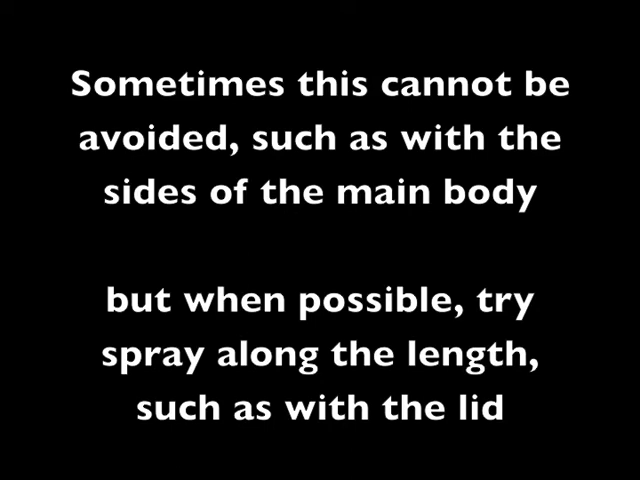 Sometimes this cannot be
avoided, such as with the
sides of the main body
but when possible, try
spray along the length,
such as with the lid